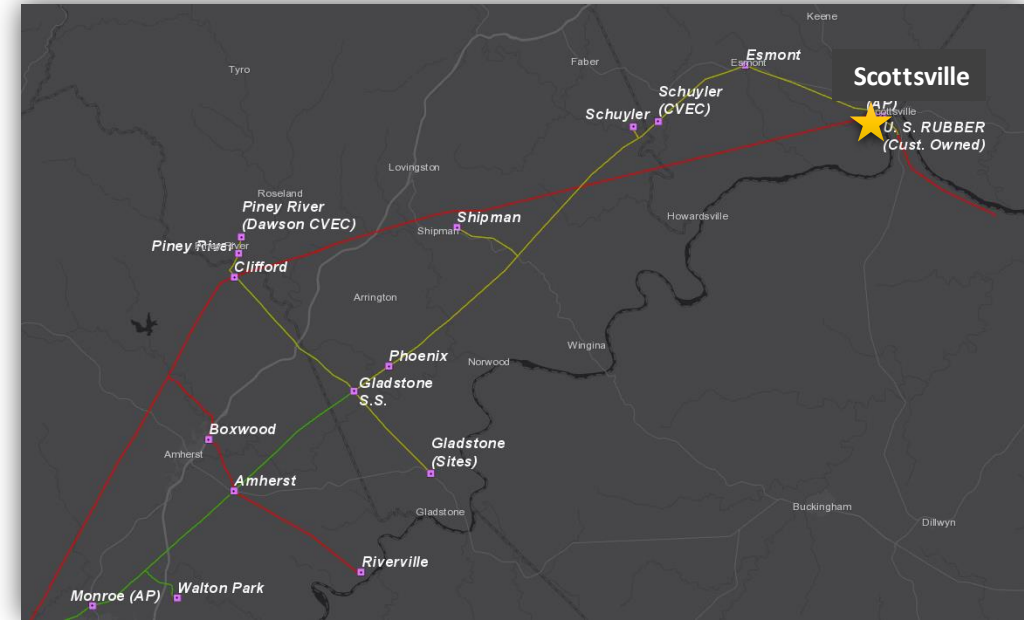 Keene
Esmont
Esmont
Faber
Tyro
Scottsville
Schuyler
(CVEC)
(AP)
Schuyler
U. S. RUBBER
(Cust. Owned)
Lovingston
Roseland
Piney River
(Dawson CVEC)
Shipman
Shipman
Howardsville
Piney River
Clifford
Arrington
Wingina
Phoenix
Norwood
Gladstone
S.S.
Boxwood
Amherst
Gladstone
(Sites)
Amherst
Gladstone
Buckingham
Dillwyn
Riverville
Walton Park
Monroe (AP)